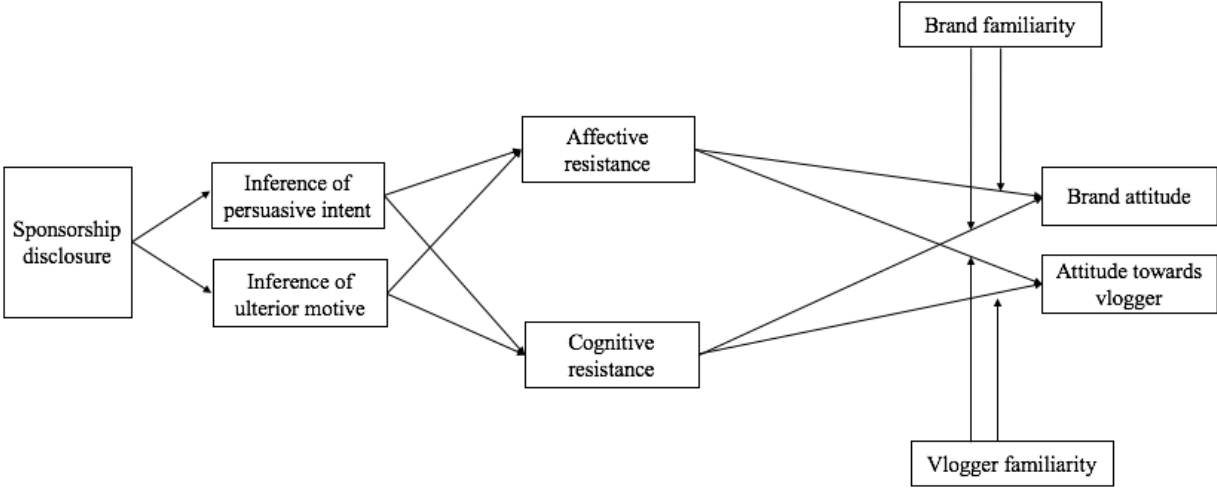 Brand familiarity
Affective
resistance
Inference of
persuasive intent
Brand attitude
Sponsorship
disclosure
Inference of
ulterior motive
Attitude towards
vlogger
Cognitive
resistance
Vlogger familiarity